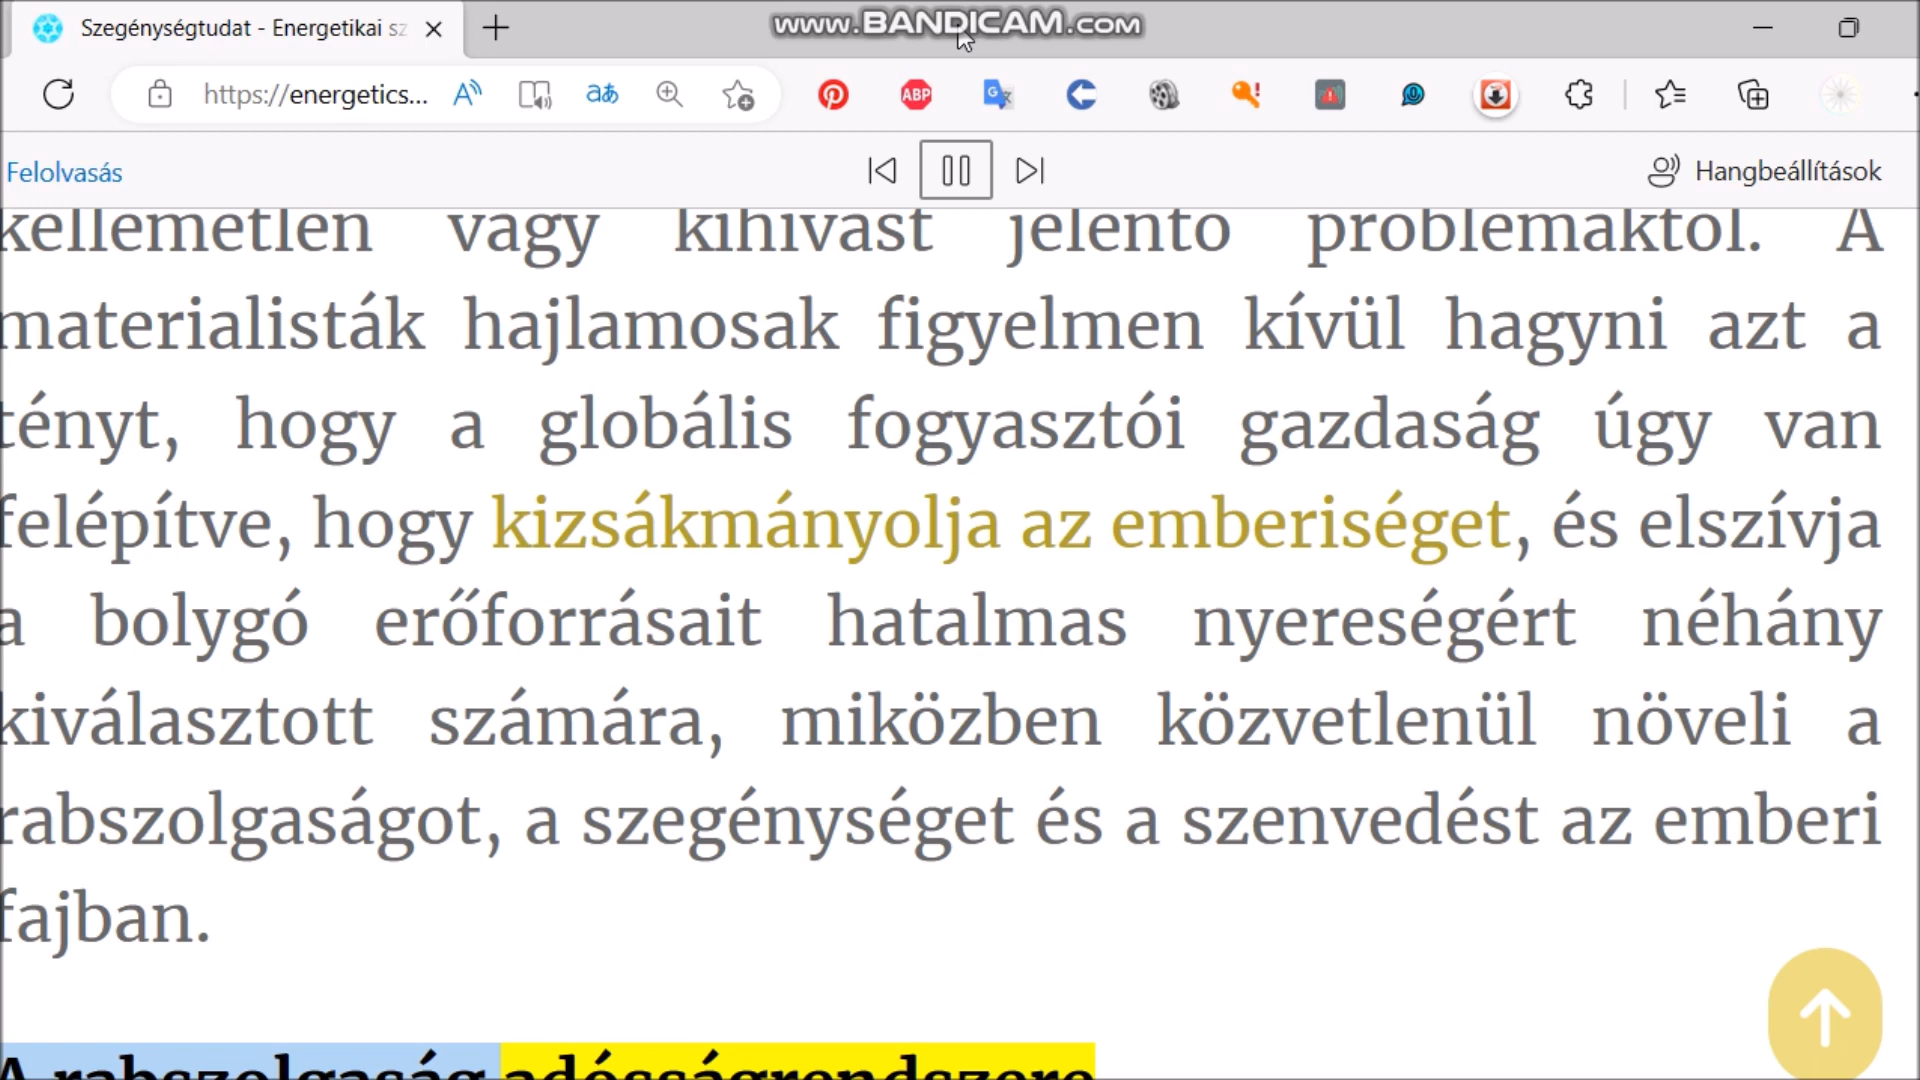 Szegénységtudat - Energetikai sz
www.BANDICAM.com
https://energetics...
Felolvasás
Hangbeállítások
kellemetlen vagy kihívást jelentő problémáktól. A
materialisták hajlamosak figyelmen kívül hagyni azt a
tényt, hogy a globális fogyasztói gazdaság úgy van
felépítve, hogy kizsákmányolja az emberiséget, és elszívja
a bolygó erőforrásait hatalmas nyereségért néhány
kiválasztott számára, miközben közvetlenül növeli a
rabszolgaságot, a szegénységet és a szenvedést az emberi
fajban.
A rabszolgaság adósságrendszere